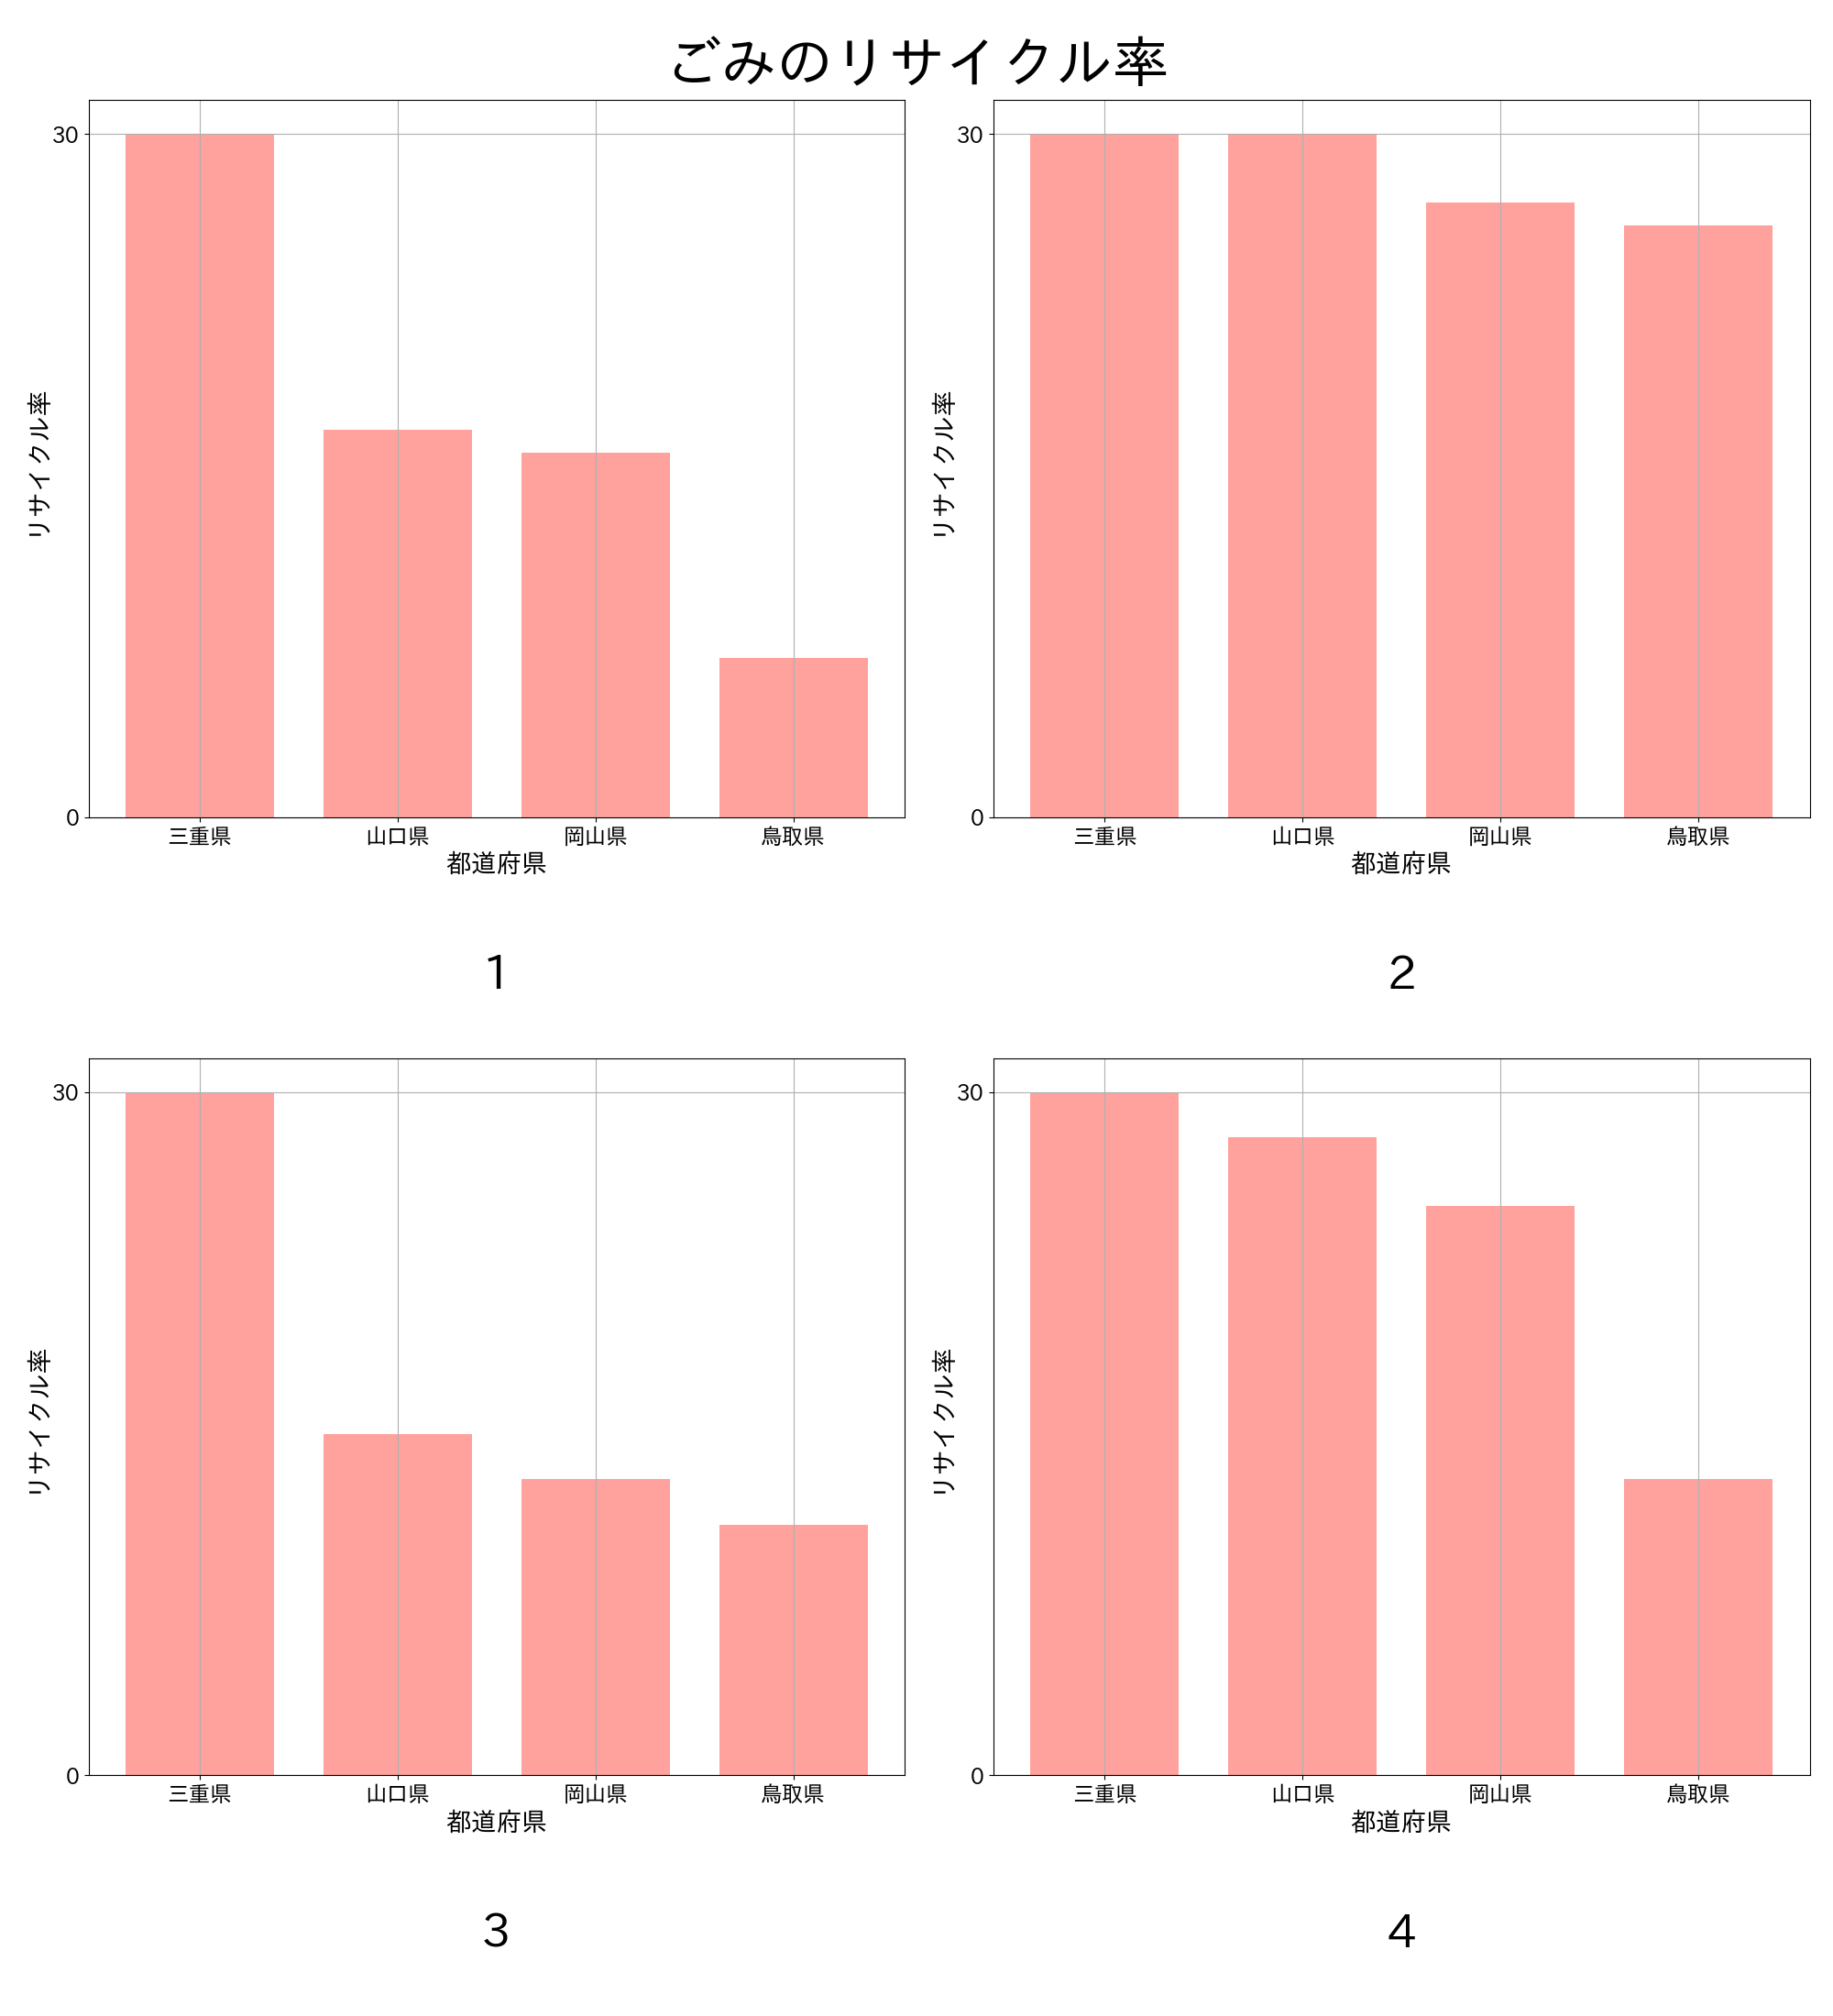 ごみのリサイクル率
30
0
リサイクル率
三重県 山口県 岡山県 鳥取県
都道府県
1
30
0
リサイクル率
三重県 山口県 岡山県 鳥取県
都道府県
2
30
0
リサイクル率
三重県 山口県 岡山県 鳥取県
都道府県
3
30
0
リサイクル率
三重県 山口県 岡山県 鳥取県
都道府県
4